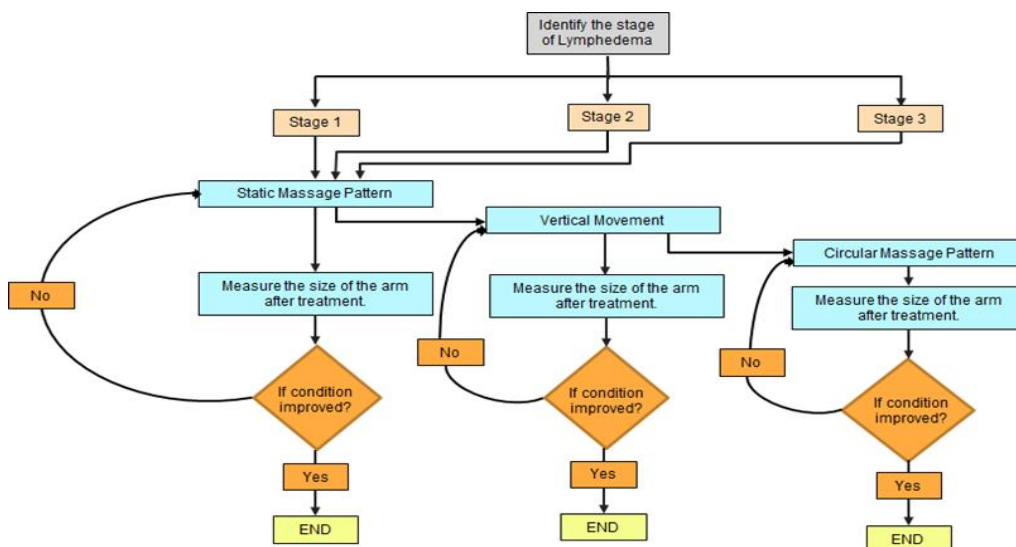 Identify the stage
of Lymphedema
Stage 1
Stage 2
Stage 3
Static Massage Pattern
Vertical Movement
Circular Massage Pattern
Measure the size of the arm
after treatment.
Measure the size of the arm
after treatment.
Measure the size of the arm
after treatment.
No
No
No
If condition
improved?
If condition
improved?
If condition
improved?
Yes
Yes
Yes
END
END
END